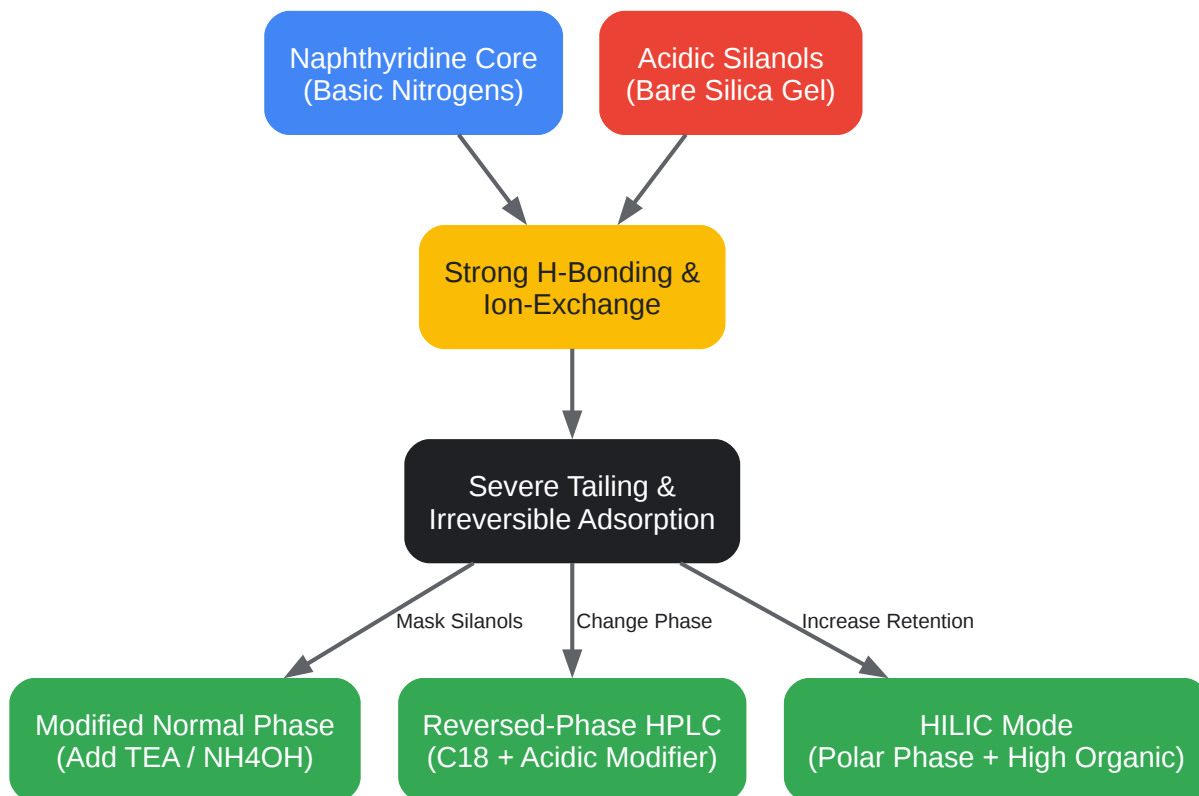 Naphthyridine Core
(Basic Nitrogens)
Acidic Silanols
(Bare Silica Gel)
Strong H-Bonding &
Ion-Exchange
Severe Tailing &
Irreversible Adsorption
Mask Silanols
Change Phase
Increase Retention
Modified Normal Phase
(Add TEA / NH4OH)
Reversed-Phase HPLC
(C18 + Acidic Modifier)
HILIC Mode
(Polar Phase + High Organic)